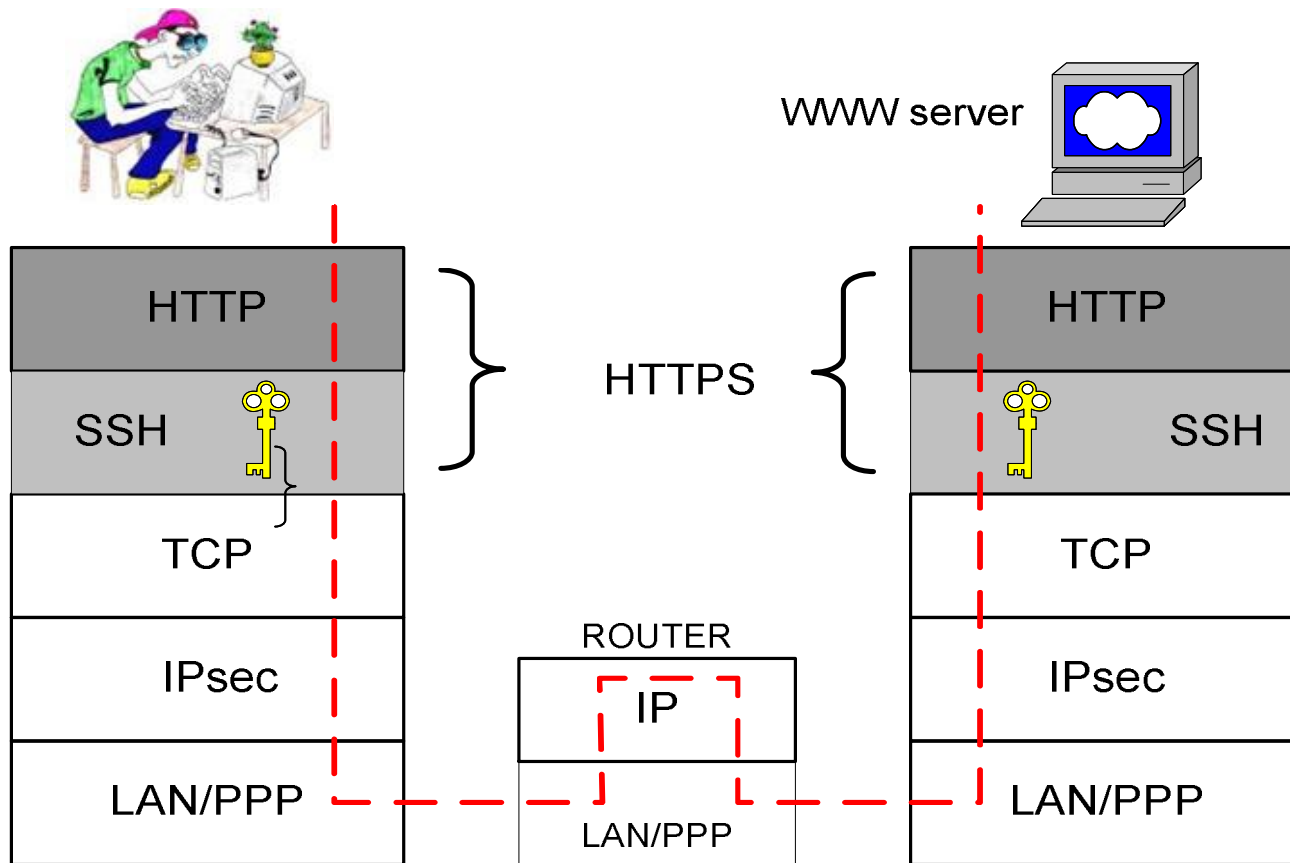 WWW server
HTTP
HTTP
HTTPS
SSH
SSH
TCP
TCP
ROUTER
IPsec
IP
IPsec
LAN/PPP
LAN/PPP
LAN/PPP